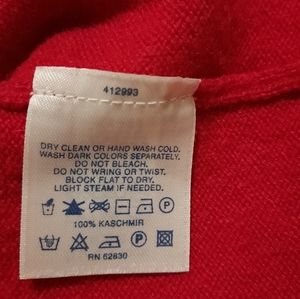 412993
DRY CLEAN OR HAND WASH COLD.
WASH DARK COLORS SEPARATELY.
DO NOT BLEACH.
DO NOT WRING OR TWIST.
BLOCK FLAT TO DRY.
LIGHT STEAM IF NEEDED.
P
100% KASCHMIR
P
RN 62830